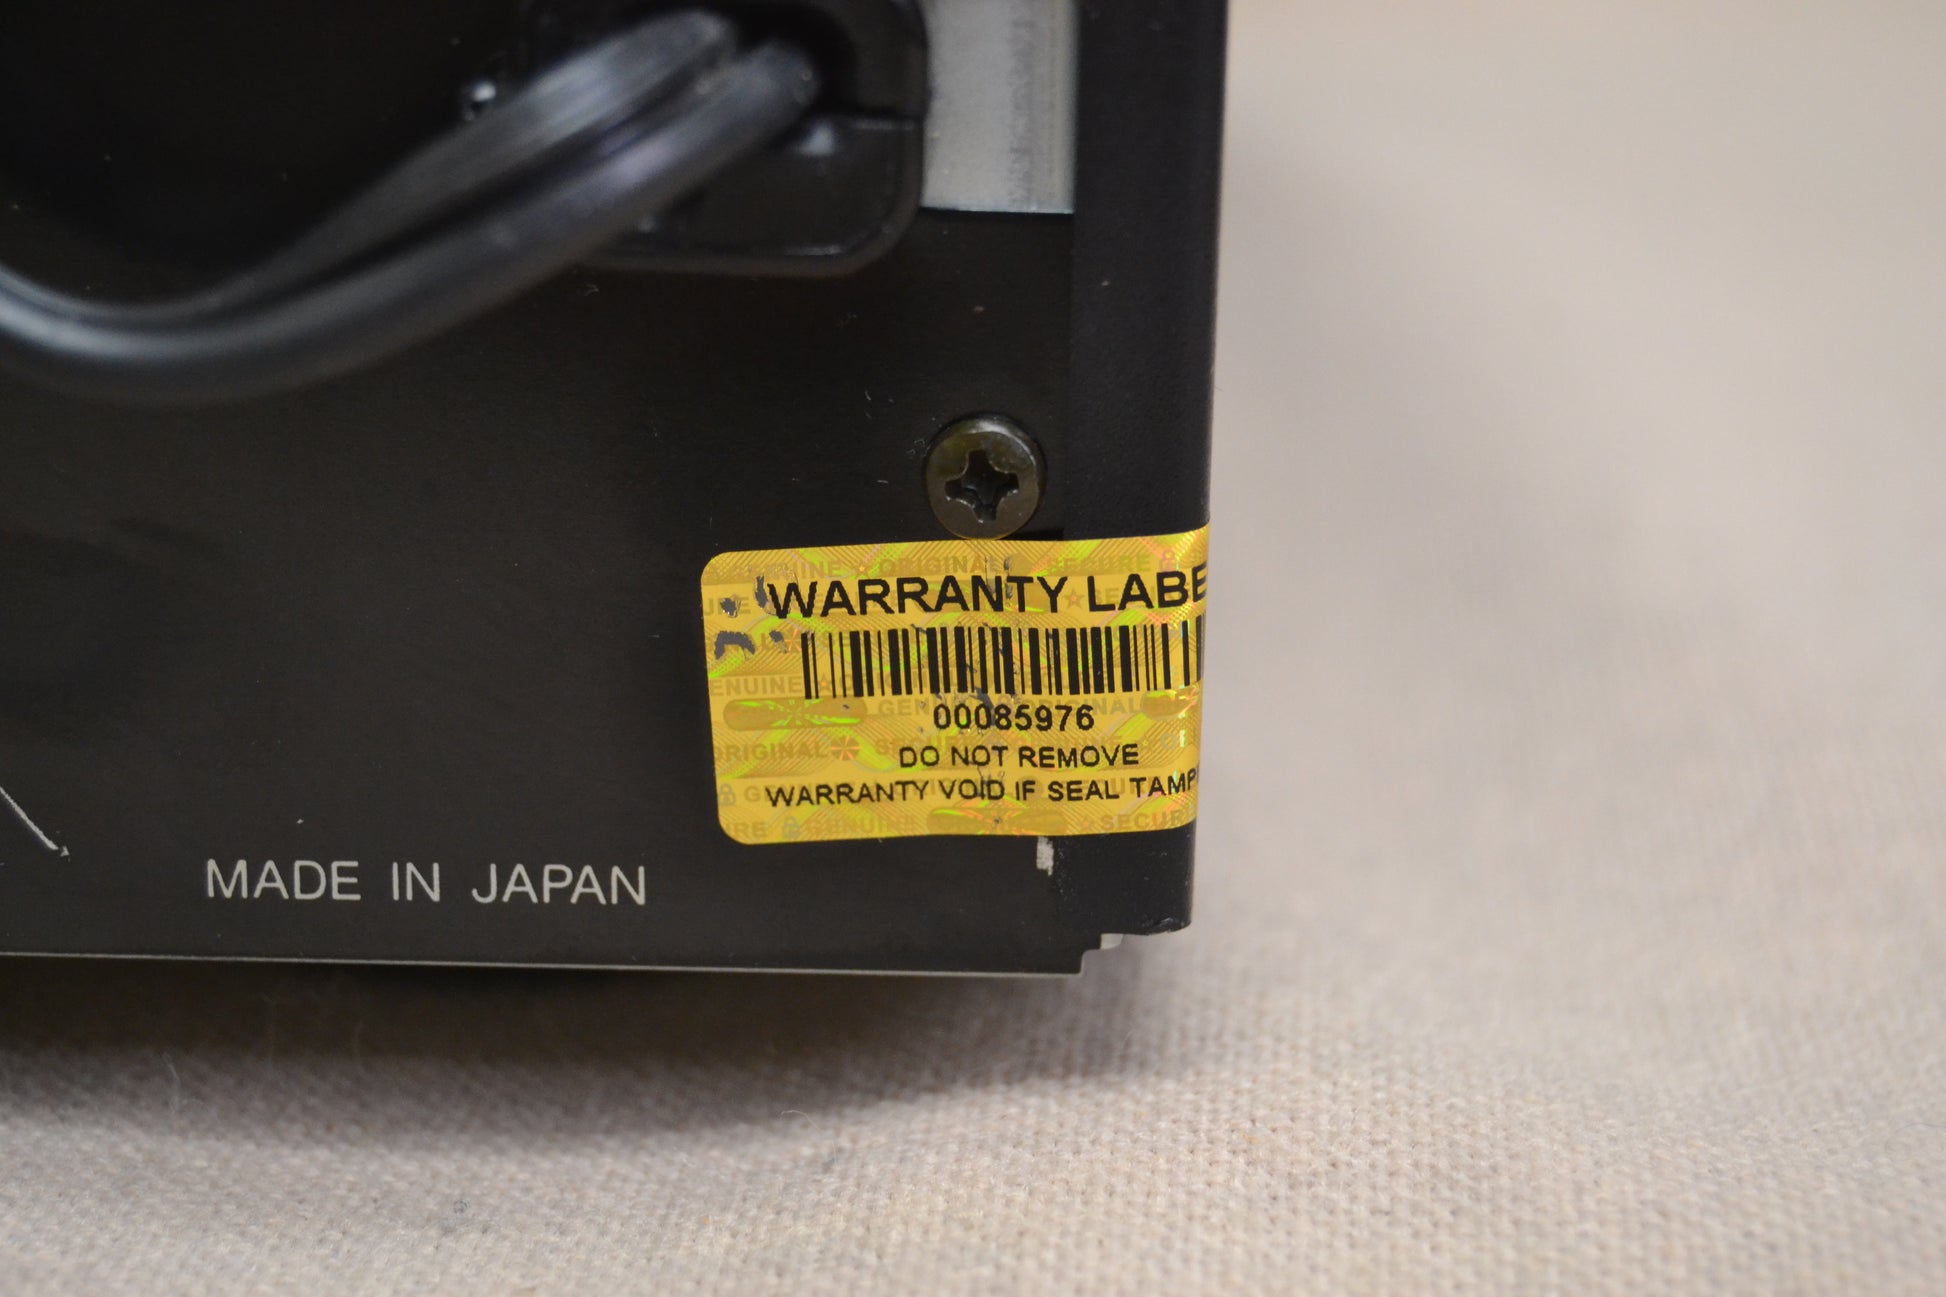 WARRANTY LABE
00085976
DO NOT REMOVE
WARRANTY VOID IF SEAL TAMP
MADE IN JAPAN